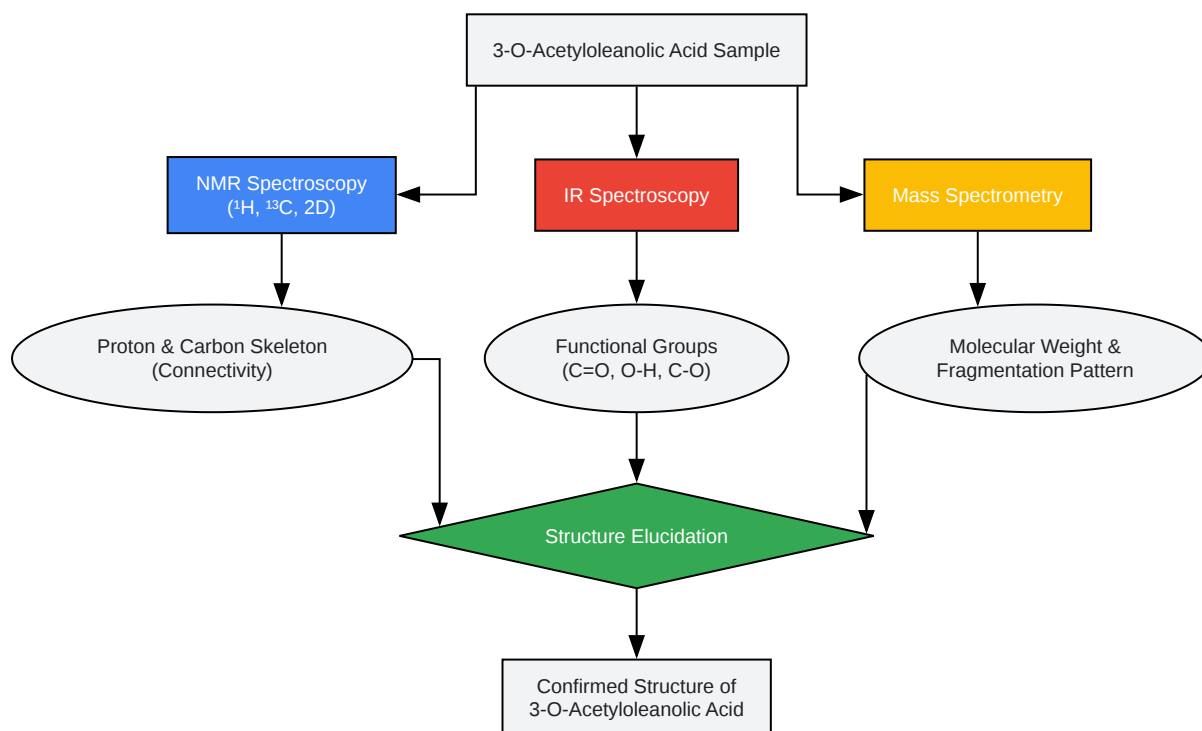 3-O-Acetyloleanolic Acid Sample
NMR Spectroscopy
(¹H, ¹³C, 2D)
IR Spectroscopy
Mass Spectrometry
Proton & Carbon Skeleton
(Connectivity)
Functional Groups
(C=O, O-H, C-O)
Molecular Weight &
Fragmentation Pattern
Structure Elucidation
Confirmed Structure of
3-O-Acetyloleanolic Acid